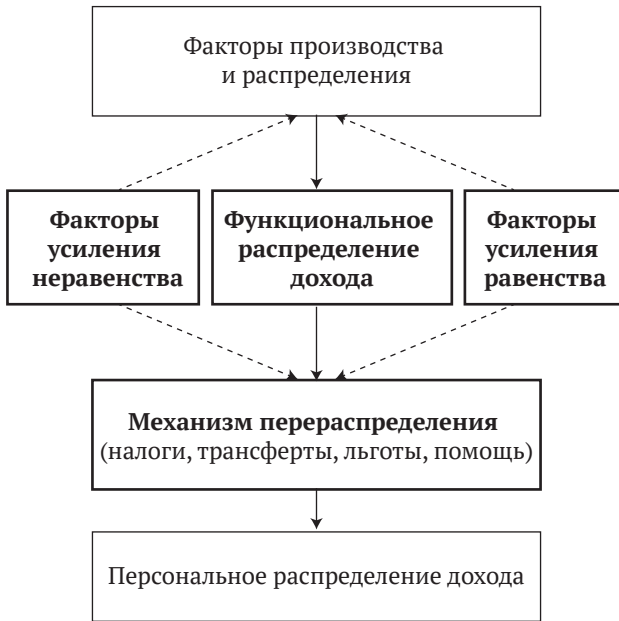 Факторы производства
и распределения
Факторы
усиления
неравенства
Функциональное
распределение
дохода
Факторы
усиления
равенства
Механизм перераспределения
(налоги, трансферты, льготы, помощь)
Персональное распределение дохода